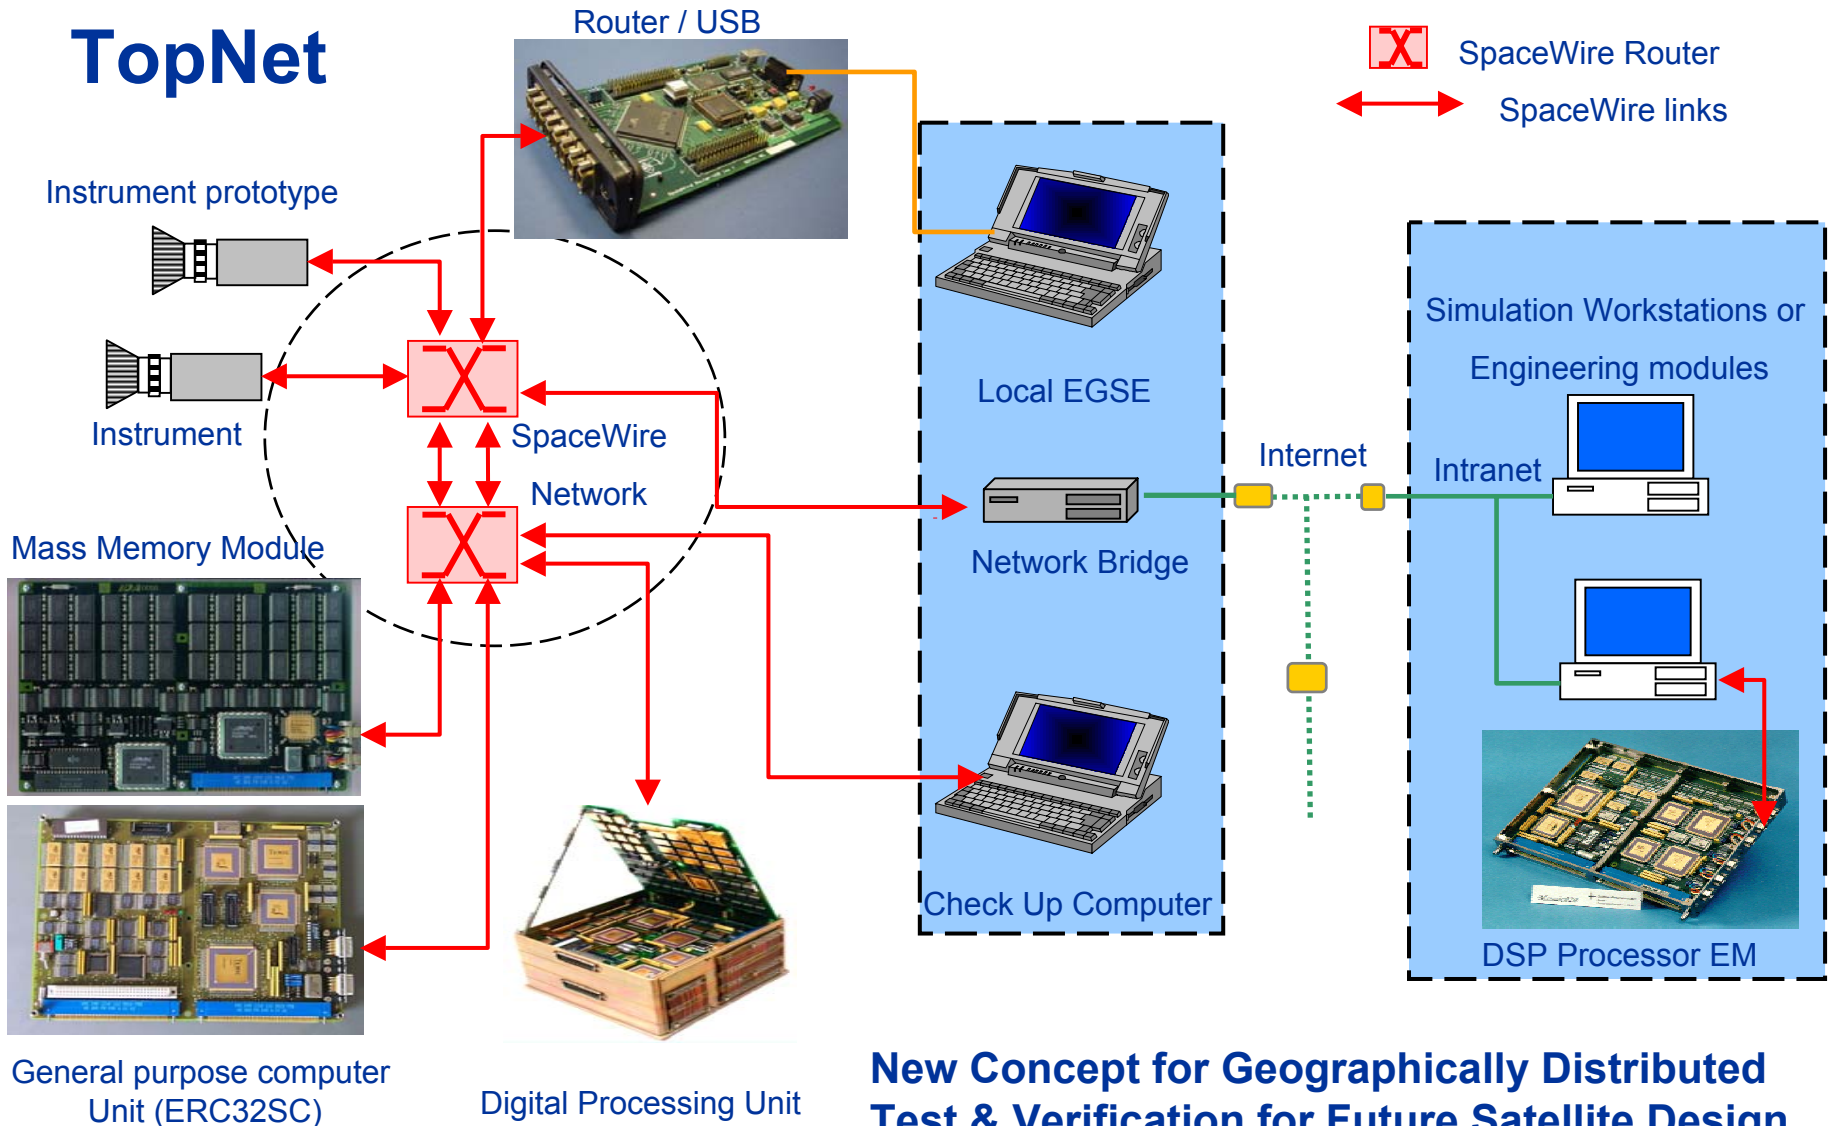 TopNet
Router / USB
SpaceWire Router
SpaceWire links
Instrument prototype
Instrument
SpaceWire
Network
Mass Memory Module
General purpose computer
Unit (ERC32SC)
Digital Processing Unit
Local EGSE
Network Bridge
Check Up Computer
Internet
Intranet
Simulation Workstations or
Engineering modules
DSP Processor EM
New Concept for Geographically Distributed
Test & Verification for Future Satellite Design